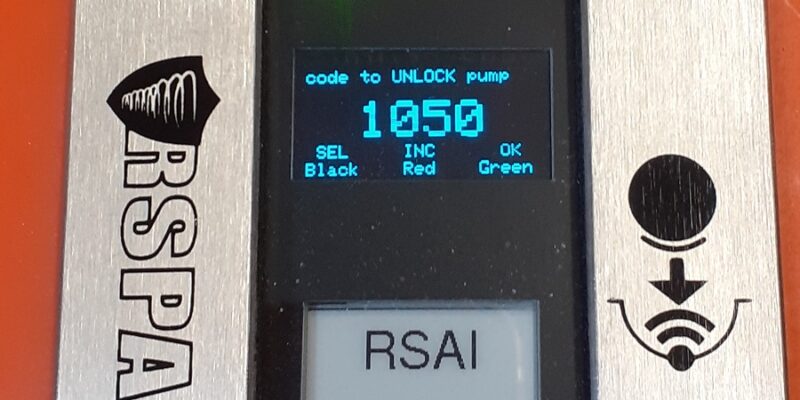 code to UNLOCK pump
1050
SEL INC OK
Black Red Green
RSPA
RSAI